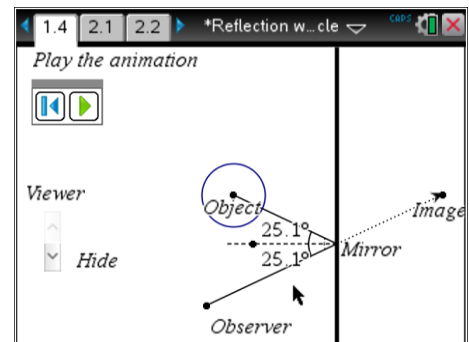 1.4 2.1 2.2 *Reflection w...cle CAPS
Play the animation
Viewer
Hide
Object
Image
25.1°
Mirror
25.1°
Observer